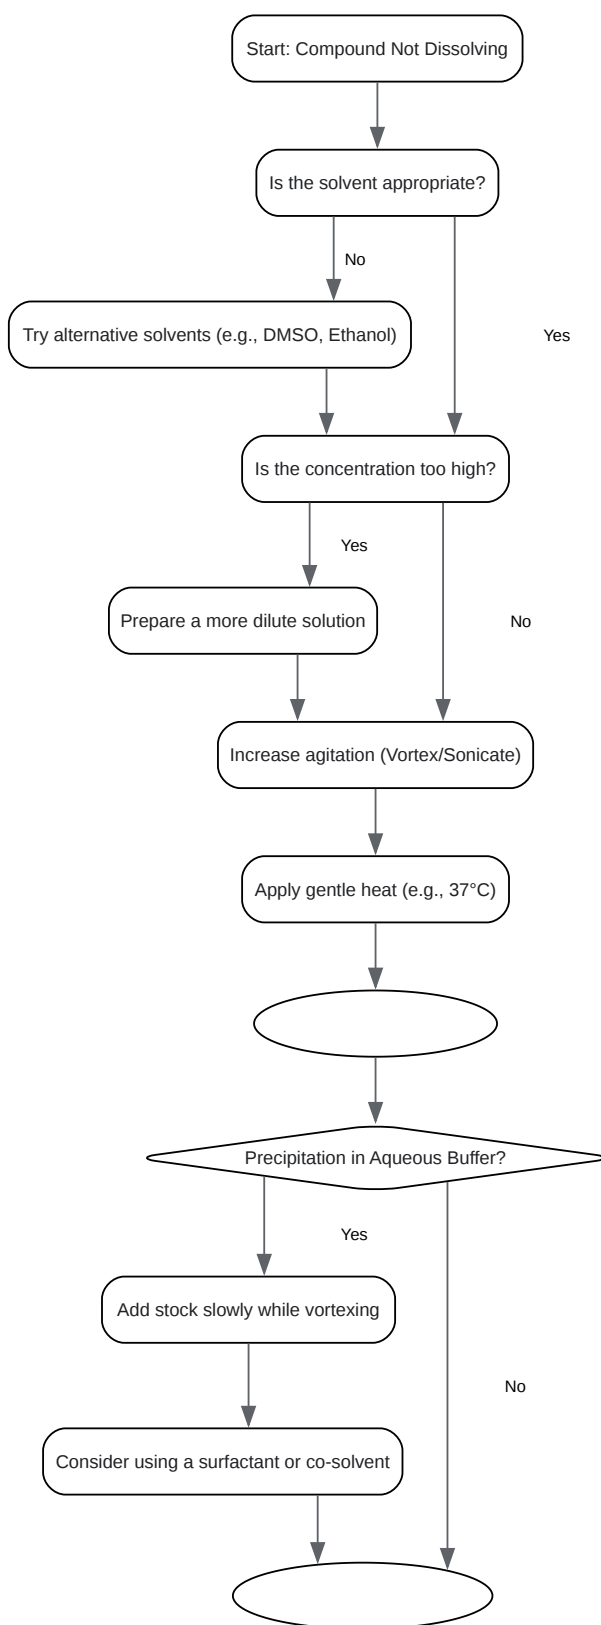 Start: Compound Not Dissolving
Is the solvent appropriate?
No
Try alternative solvents (e.g., DMSO, Ethanol)
Yes
Is the concentration too high?
Yes
Prepare a more dilute solution
No
Increase agitation (Vortex/Sonicate)
Apply gentle heat (e.g., 37°C)
Precipitation in Aqueous Buffer?
Yes
Add stock slowly while vortexing
No
Consider using a surfactant or co-solvent